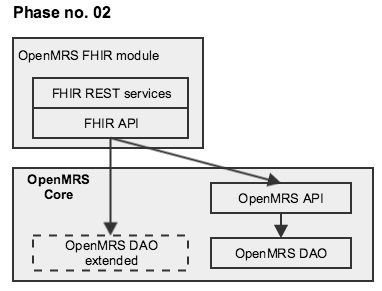 Phase no. 02
OpenMRS FHIR module
FHIR REST services
FHIR API
OpenMRS
Core
OpenMRS API
OpenMRS DAO
extended
OpenMRS DAO